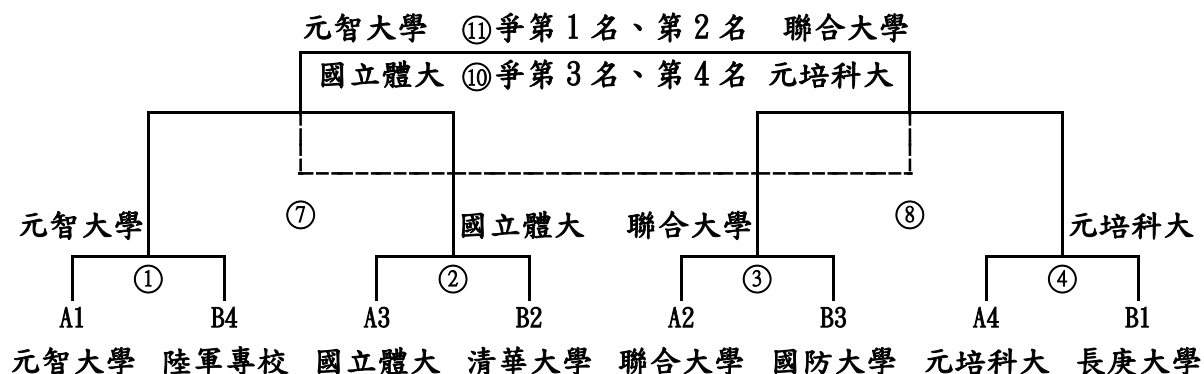 元智大學 ⑪爭第1名、第2名 聯合大學
國立體大 ⑩爭第3名、第4名 元培科大
⑦ ⑧
元智大學 國立體大 聯合大學 元培科大
① ② ③ ④
A1 B4 A3 B2 A2 B3 A4 B1
元智大學 陸軍專校 國立體大 清華大學 聯合大學 國防大學 元培科大 長庚大學